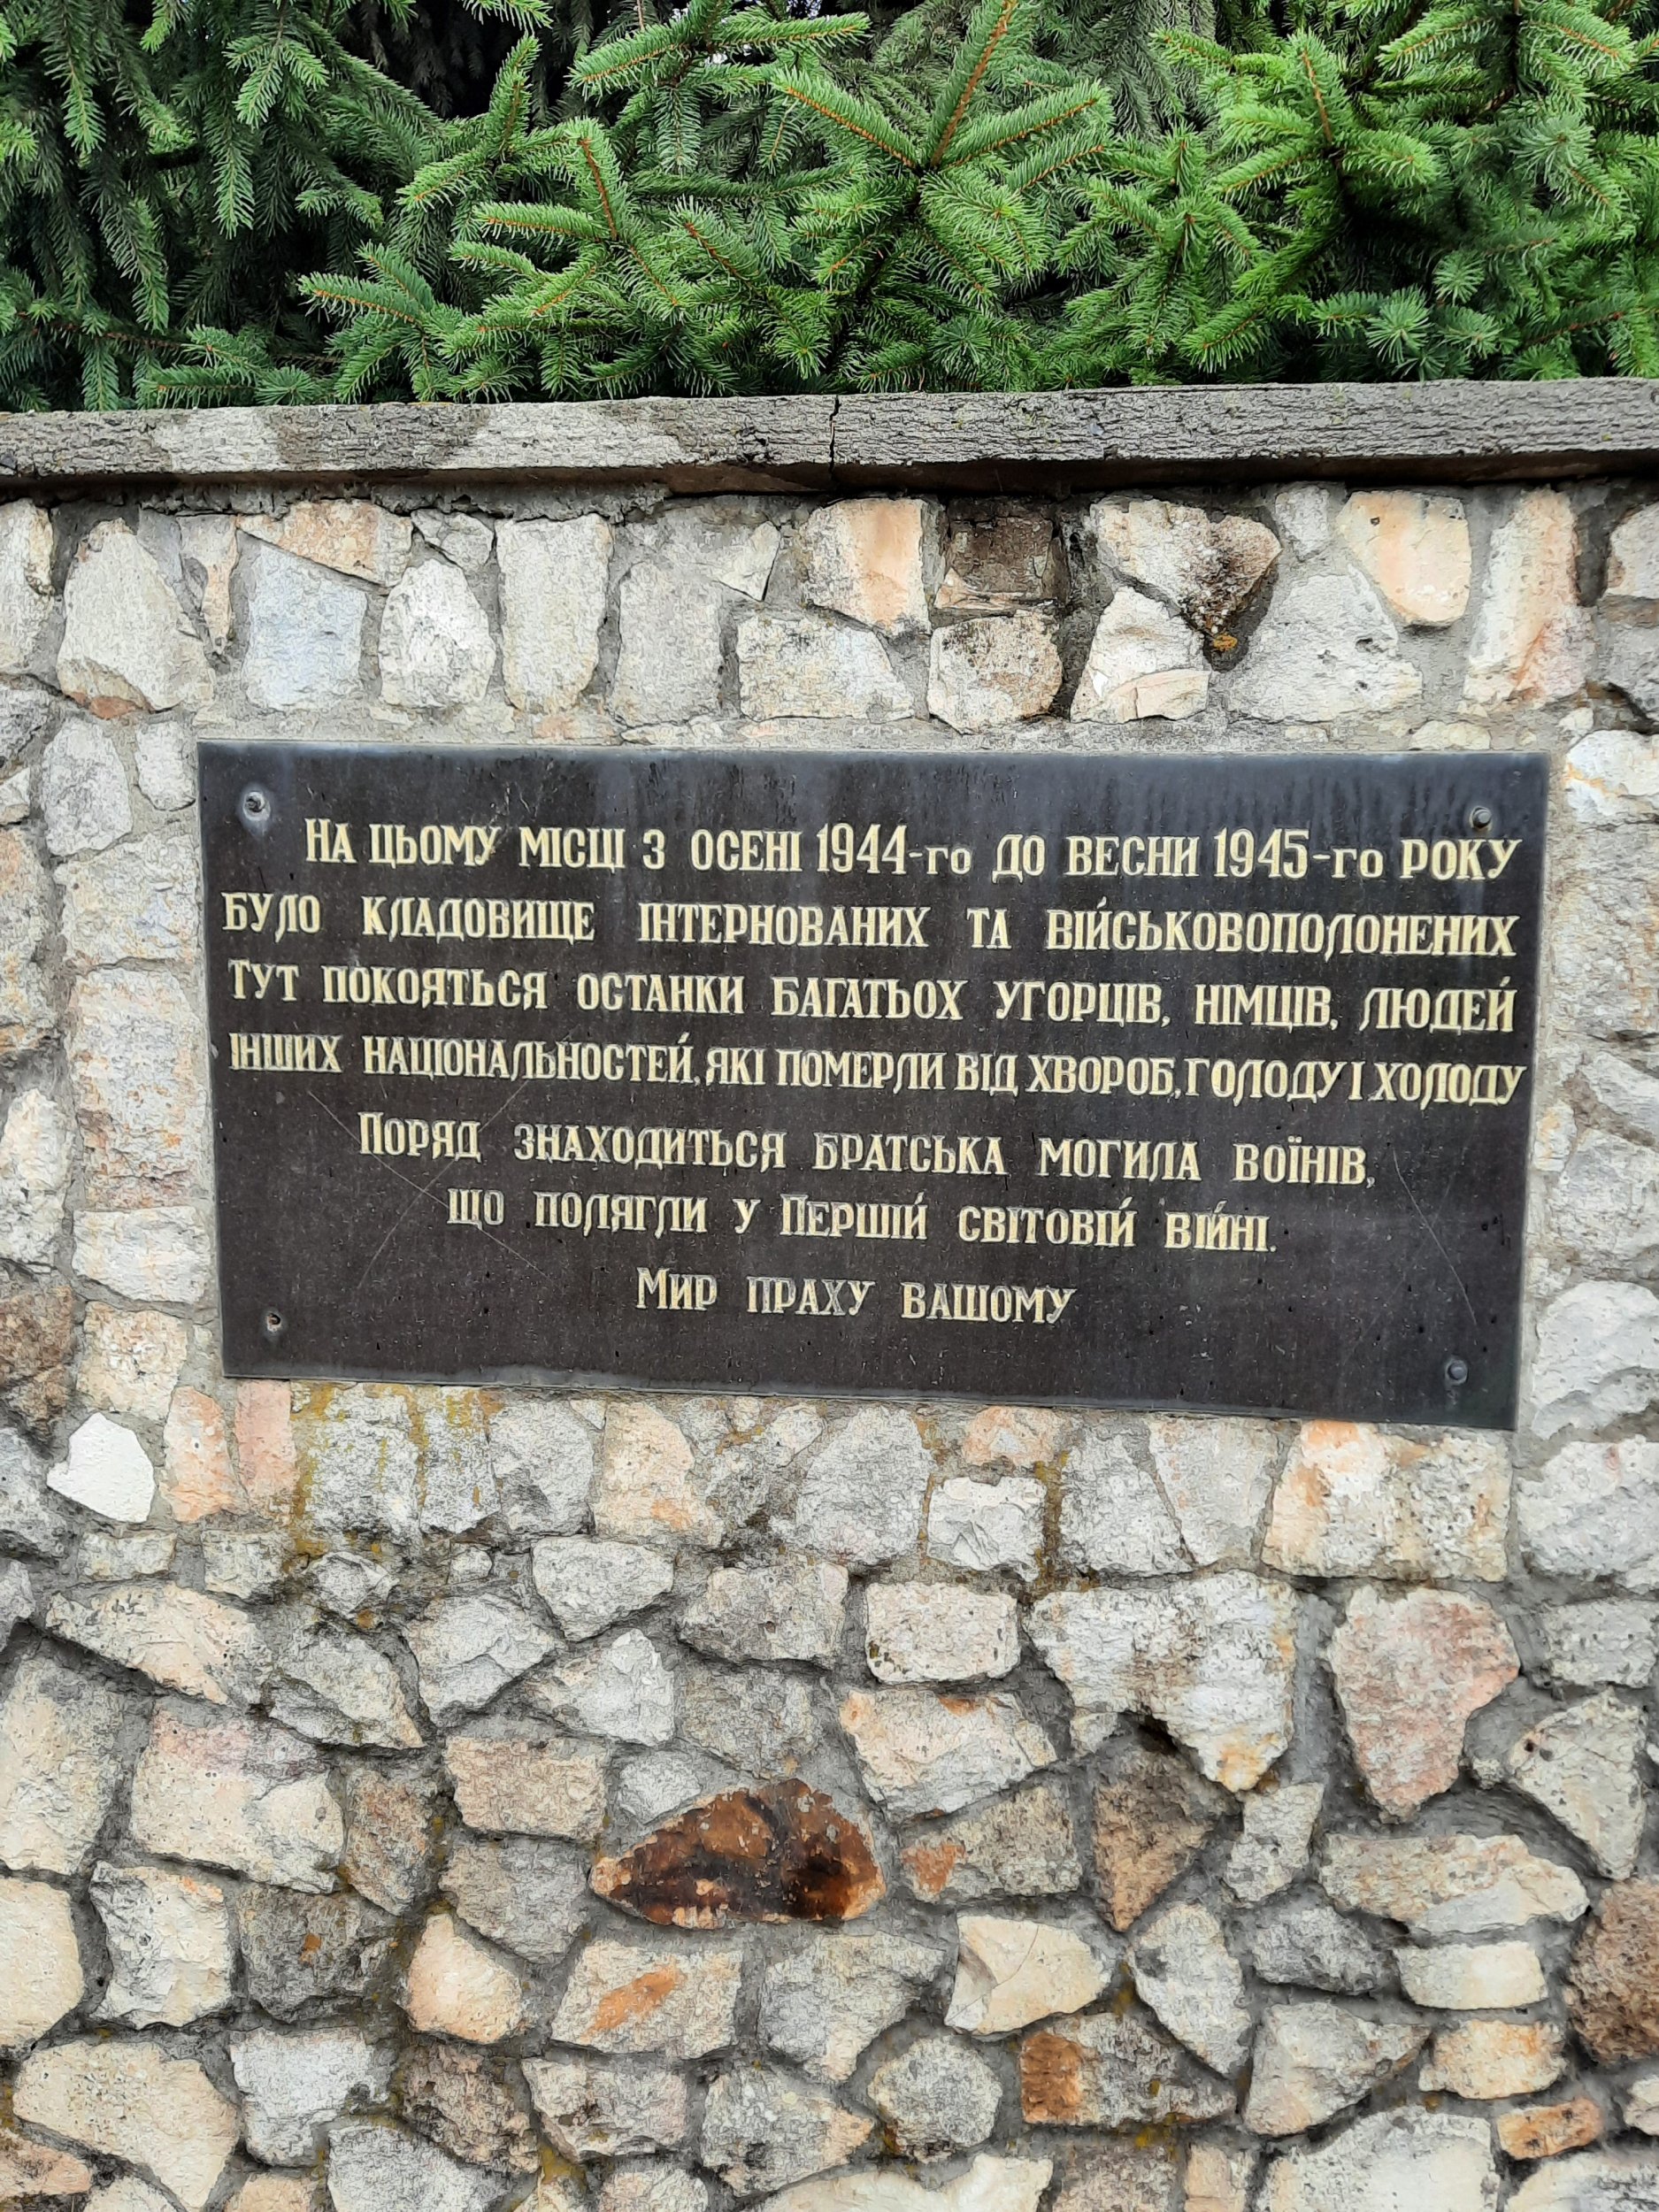 На цьому місці з осені 1944-го до весни 1945-го року
було кладовище інтернованих та військовополонених
Тут покояться останки багатьох угорців, німців, людей
інших національностей, які померли від хвороб, голоду і холоду
Поряд знаходиться братська могила воїнів,
що полягли у Першій світовій війні.
Мир праху вашому